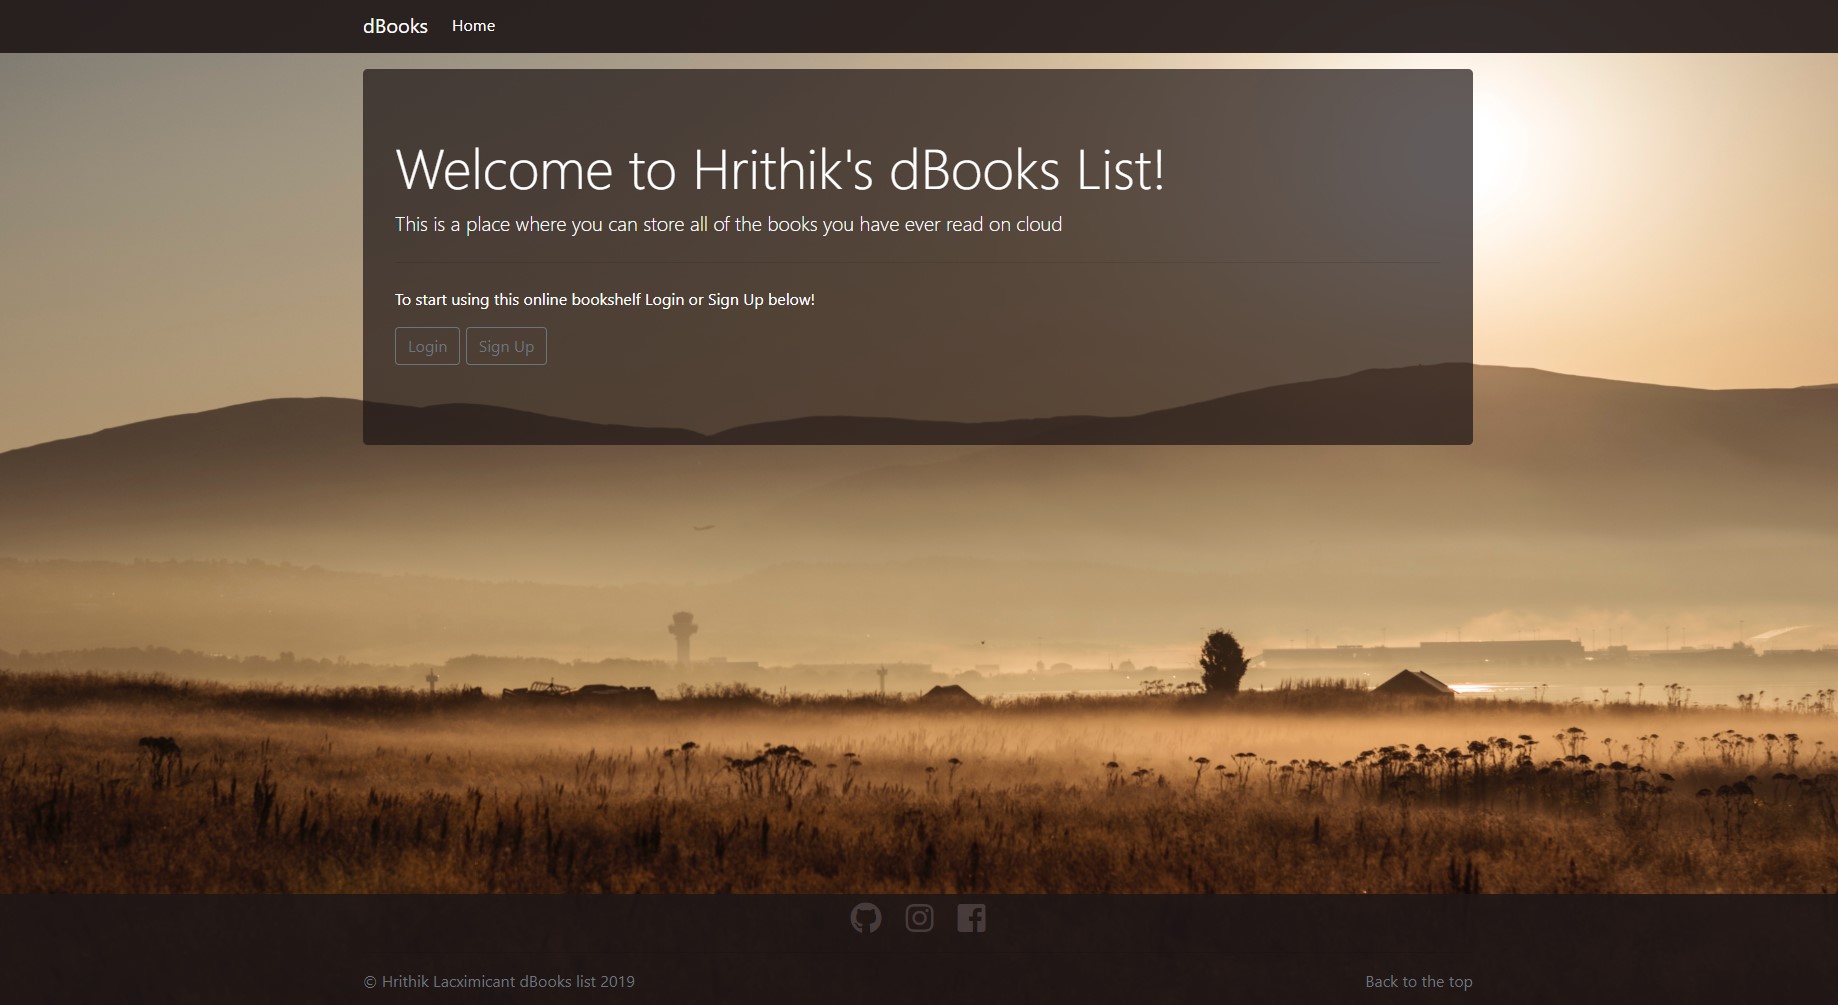 dBooks Home
Welcome to Hrithik's dBooks List!
This is a place where you can store all of the books you have ever read on cloud
To start using this online bookshelf Login or Sign Up below!
Login Sign Up
© Hrithik Lacximicant dBooks list 2019 Back to the top